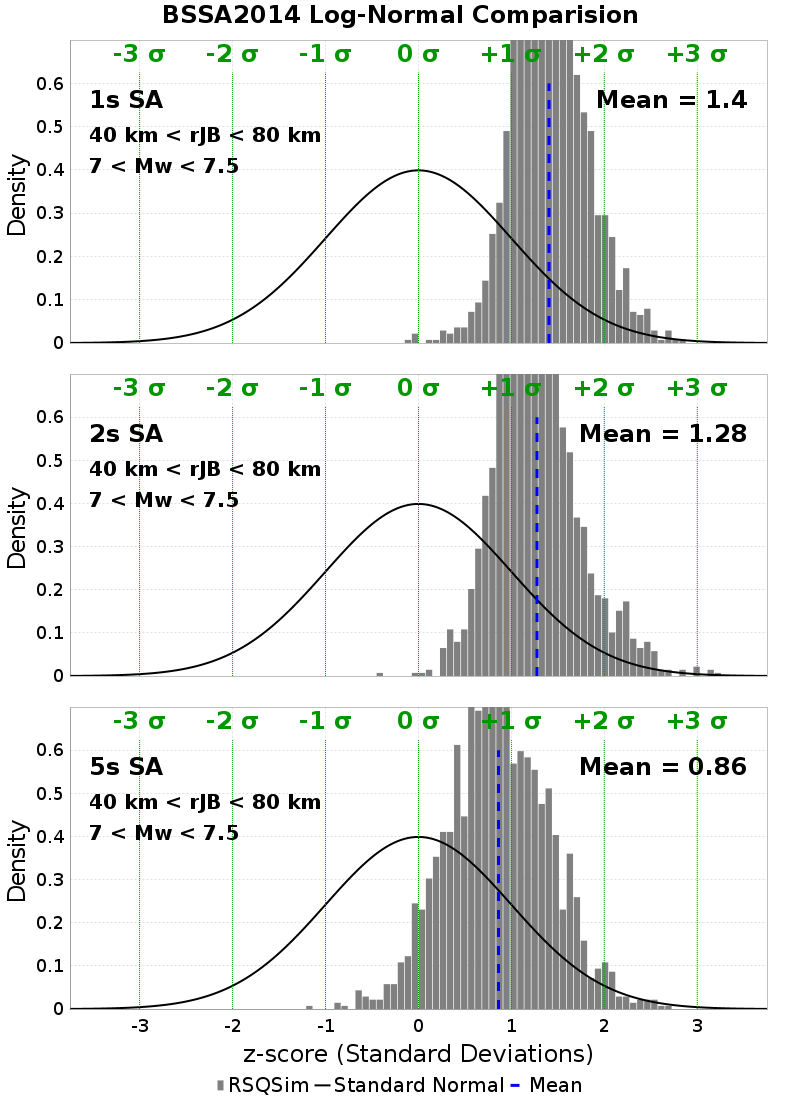 BSSA2014 Log-Normal Comparision
-3 σ -2 σ -1 σ 0 σ +1 σ +2 σ +3 σ
0.6
1s SA Mean = 1.4
0.5
40 km < rJB < 80 km
7 < Mw < 7.5
0.4
0.3
0.2
0.1
0
Density
-3 σ -2 σ -1 σ 0 σ +1 σ +2 σ +3 σ
0.6
2s SA Mean = 1.28
0.5
40 km < rJB < 80 km
7 < Mw < 7.5
0.4
0.3
0.2
0.1
0
Density
-3 σ -2 σ -1 σ 0 σ +1 σ +2 σ +3 σ
0.6
5s SA Mean = 0.86
0.5
40 km < rJB < 80 km
7 < Mw < 7.5
0.4
0.3
0.2
0.1
0
Density
-3 -2 -1 0 1 2 3
z-score (Standard Deviations)
RSQSim Standard Normal Mean